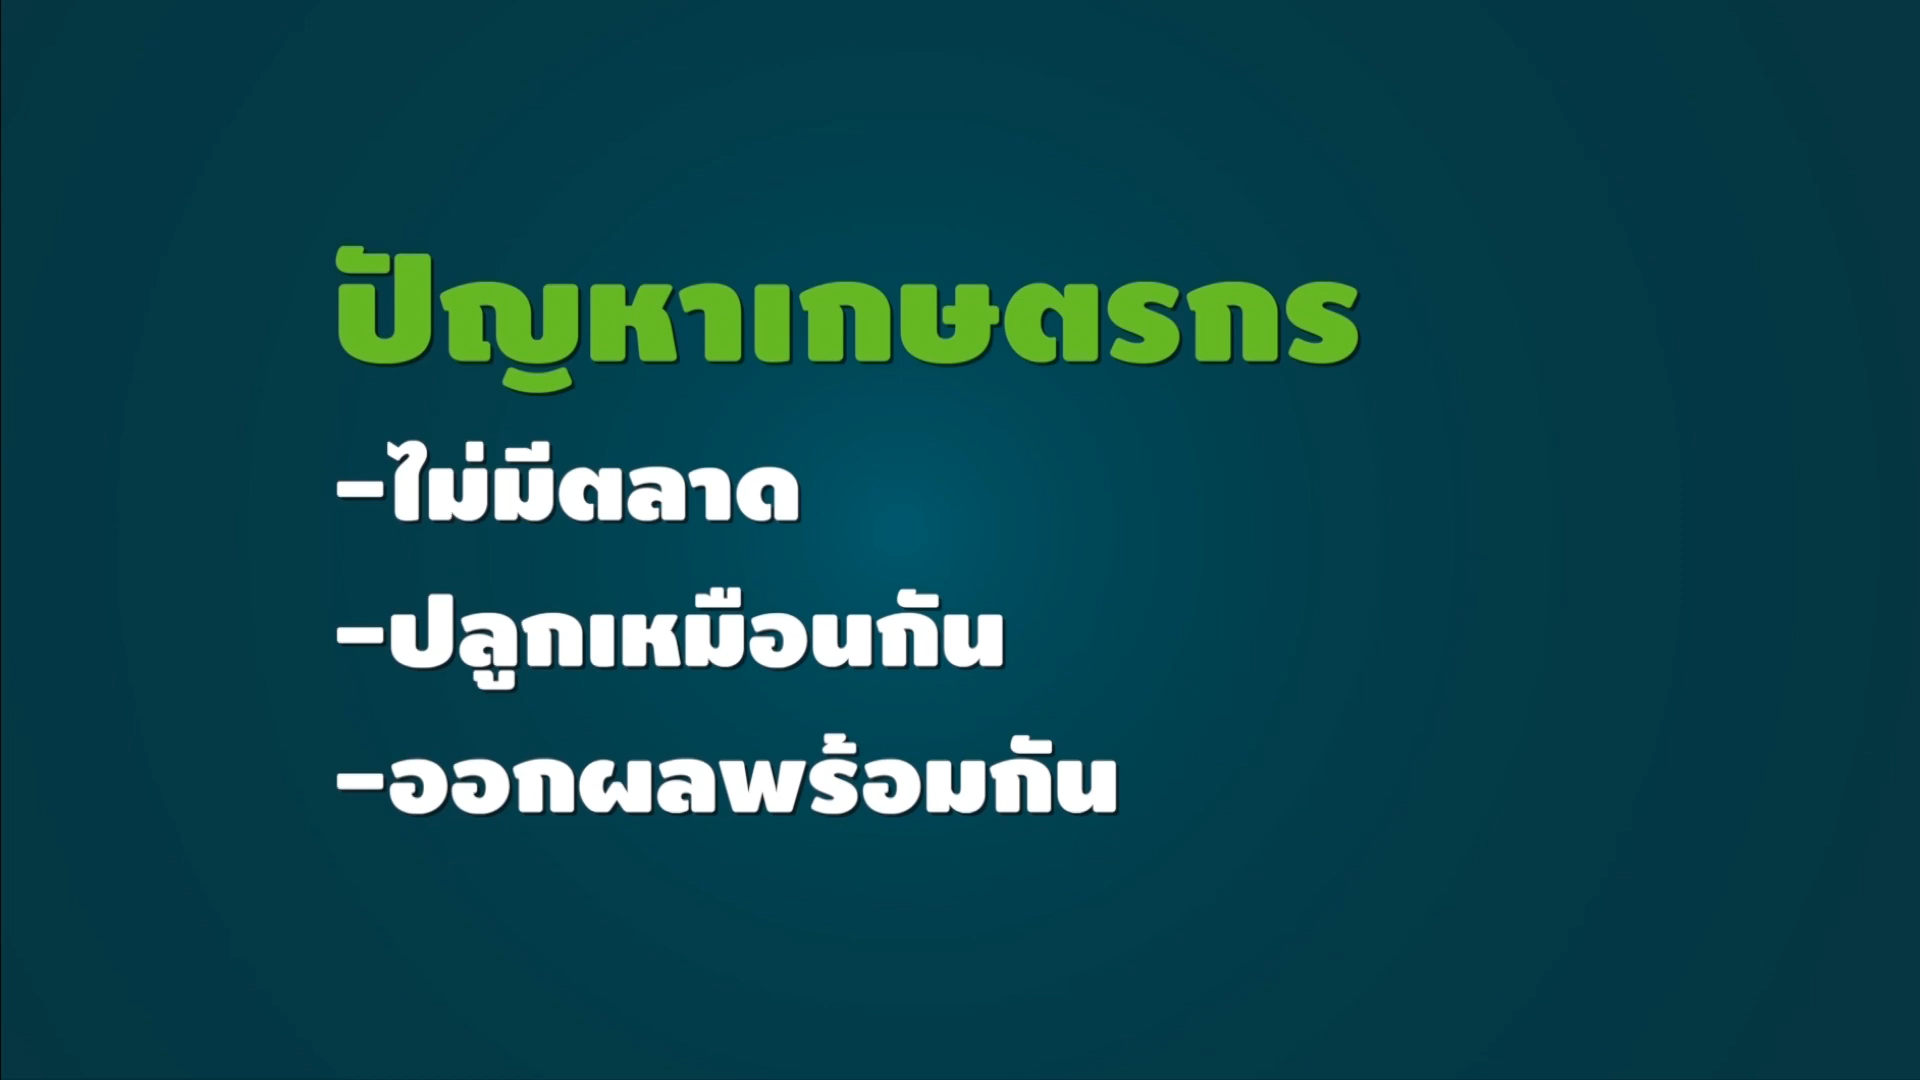 ปัญหาเกษตรกร
-ไม่มีตลาด
-ปลูกเหมือนกัน
-ออกผลพร้อมกัน